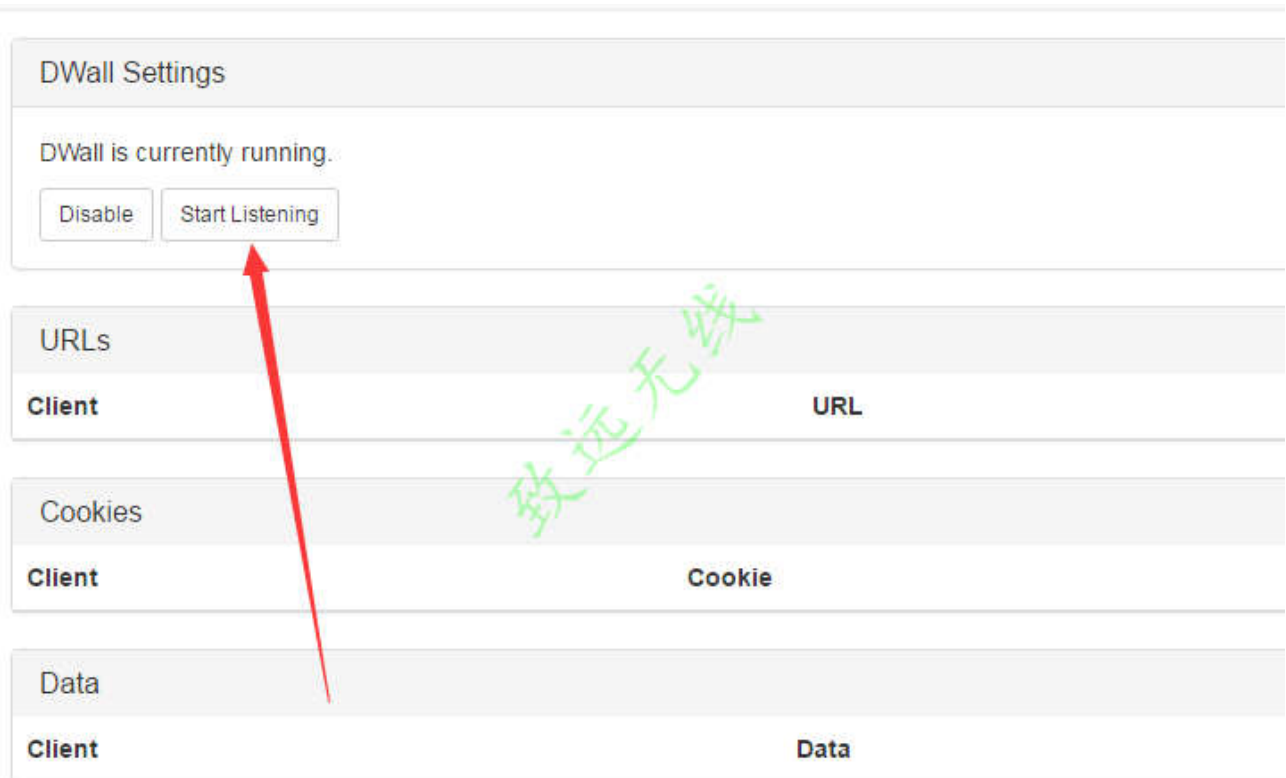 DWall Settings
DWall is currently running.
Disable Start Listening
URLs
Client URL
致远无线
Cookies
Client Cookie
Data
Client Data